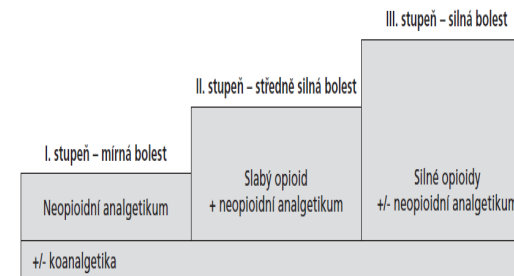 III. stupeň – silná bolest
II. stupeň – středně silná bolest
I. stupeň – mírná bolest
Neopioidní analgetikum
Slabý opioid
+ neopioidní analgetikum
Silné opioidy
+/- neopioidní analgetikum
+/- koanalgetika